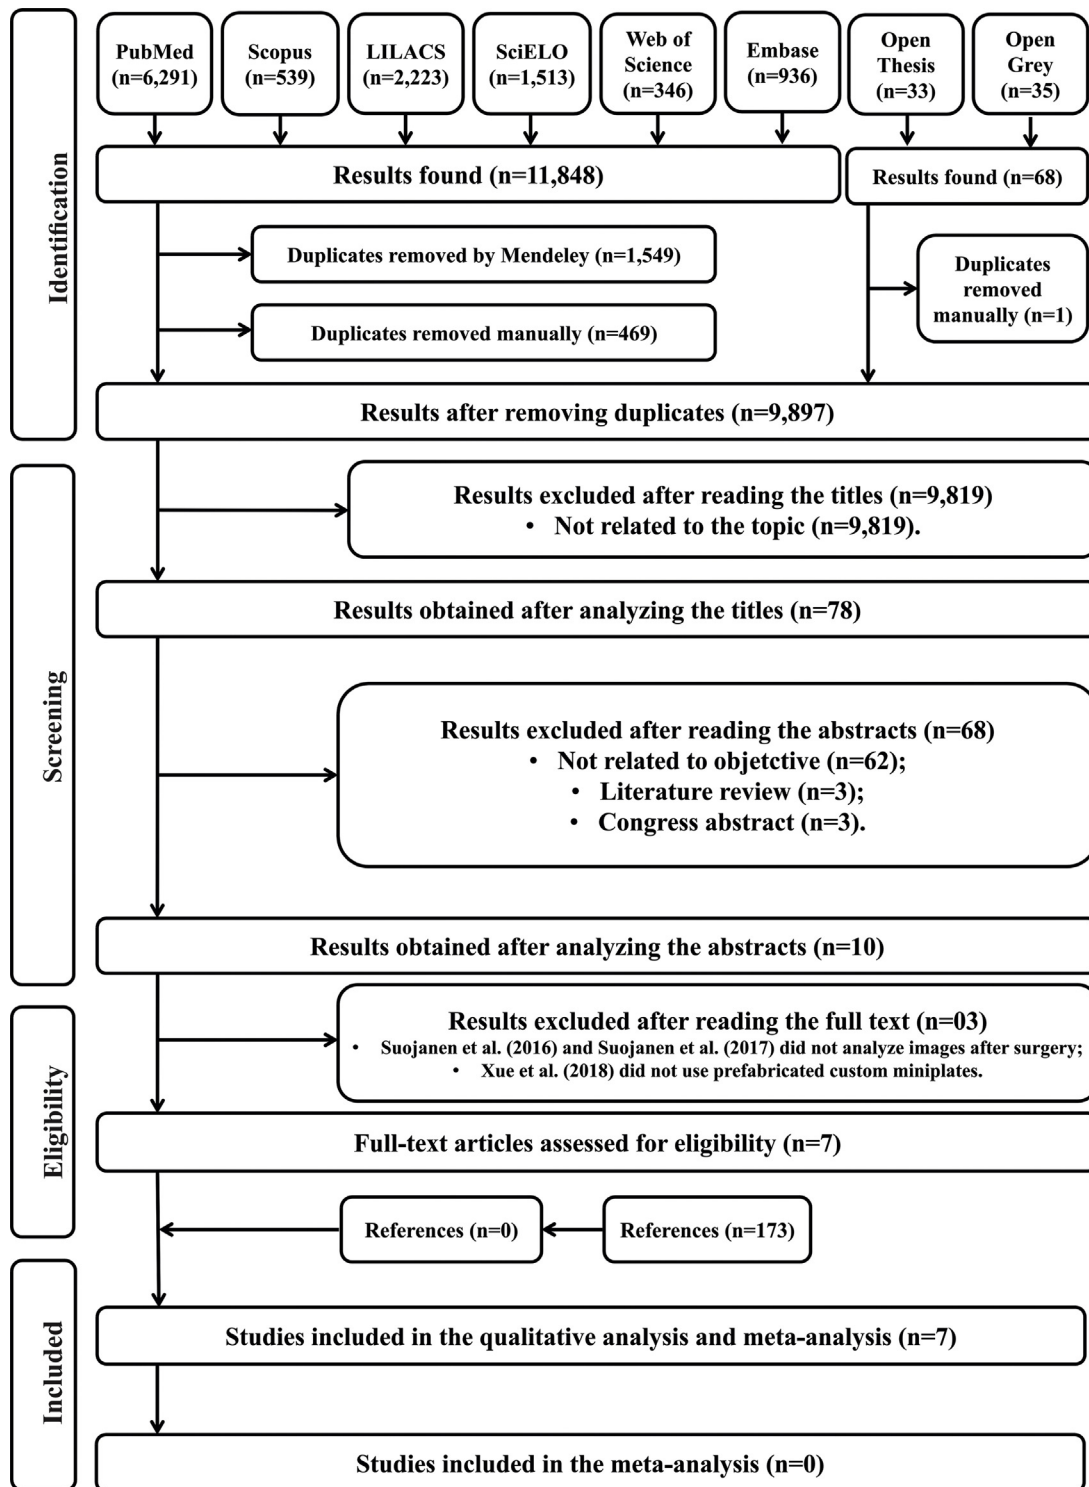 PubMed
(n=6,291)
Scopus
(n=539)
LILACS
(n=2,223)
SciELO
(n=1,513)
Web of
Science
(n=346)
Embase
(n=936)
Open
Thesis
(n=33)
Open
Grey
(n=35)
Identification
Results found (n=11,848)
Results found (n=68)
Duplicates removed by Mendeley (n=1,549)
Duplicates removed manually (n=469)
Duplicates
removed
manually (n=1)
Results after removing duplicates (n=9,897)
Screening
Results excluded after reading the titles (n=9,819)
• Not related to the topic (n=9,819).
Results obtained after analyzing the titles (n=78)
Results excluded after reading the abstracts (n=68)
• Not related to objetctive (n=62);
• Literature review (n=3);
• Congress abstract (n=3).
Results obtained after analyzing the abstracts (n=10)
Eligibility
Results excluded after reading the full text (n=03)
• Suojanen et al. (2016) and Suojanen et al. (2017) did not analyze images after surgery;
• Xue et al. (2018) did not use prefabricated custom miniplates.
Full-text articles assessed for eligibility (n=7)
References (n=0)
References (n=173)
Included
Studies included in the qualitative analysis and meta-analysis (n=7)
Studies included in the meta-analysis (n=0)